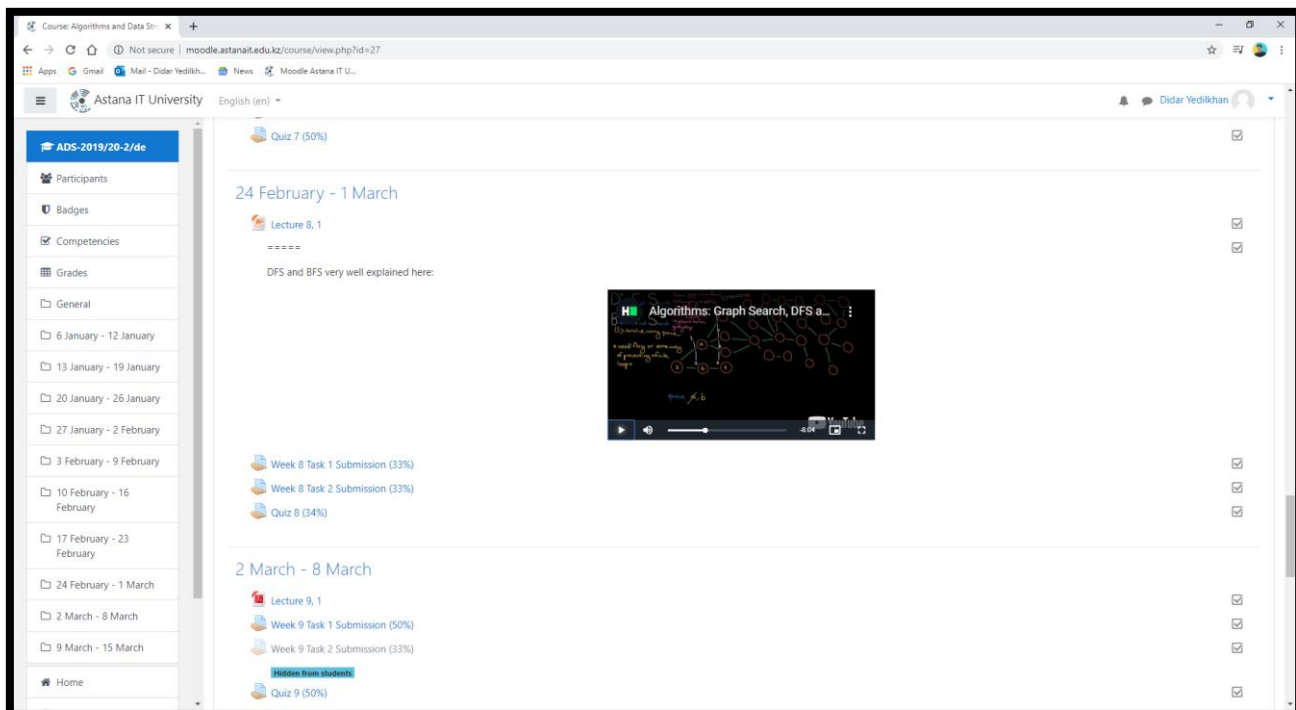 Course: Algorithms and Data Str
Not secure | moodle.astanait.edu.kz/course/view.php?id=27
Apps Gmail Mail - Didar Yedilkh... News Moodle Astana IT U...
Astana IT University English (en) Didar Yedilkhan
ADS-2019/20-2/de
Participants
Badges
Competencies
Grades
General
6 January - 12 January
13 January - 19 January
20 January - 26 January
27 January - 2 February
3 February - 9 February
10 February - 16
February
17 February - 23
February
24 February - 1 March
2 March - 8 March
9 March - 15 March
Home
Quiz 7 (50%)
24 February - 1 March
Lecture 8, 1
=====
DFS and BFS very well explained here:
Algorithms: Graph Search, DFS a...
queue a, b
-8:04
YouTube
Week 8 Task 1 Submission (33%)
Week 8 Task 2 Submission (33%)
Quiz 8 (34%)
2 March - 8 March
Lecture 9, 1
Week 9 Task 1 Submission (50%)
Week 9 Task 2 Submission (33%)
Hidden from students
Quiz 9 (50%)